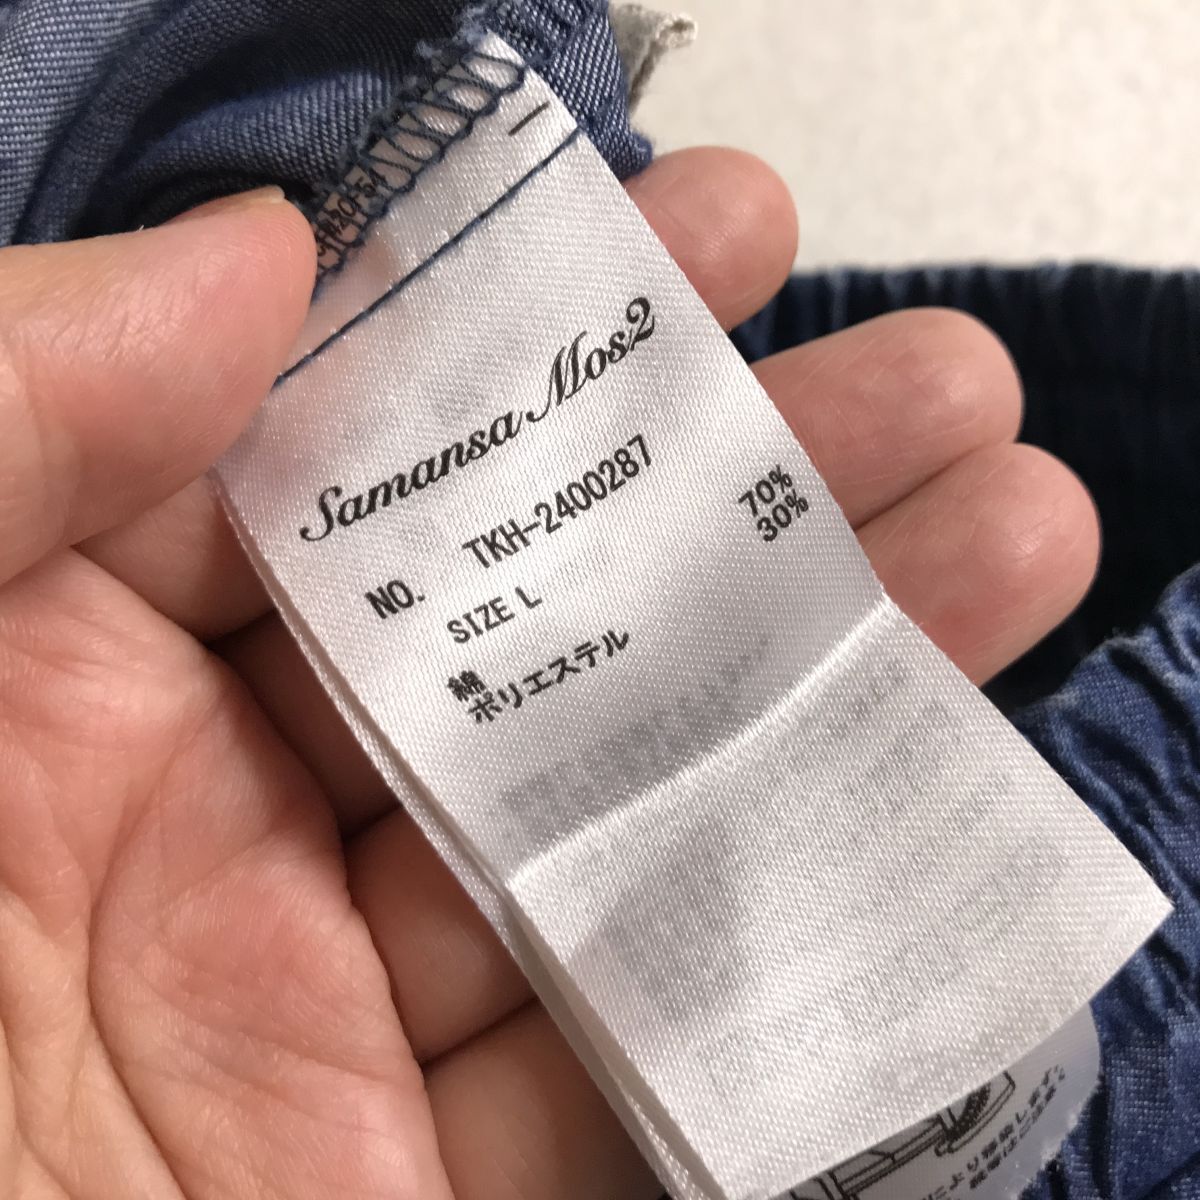 Samansa Mos2
NO. TKH-2400287
SIZE L
綿 70%
ポリエステル 30%